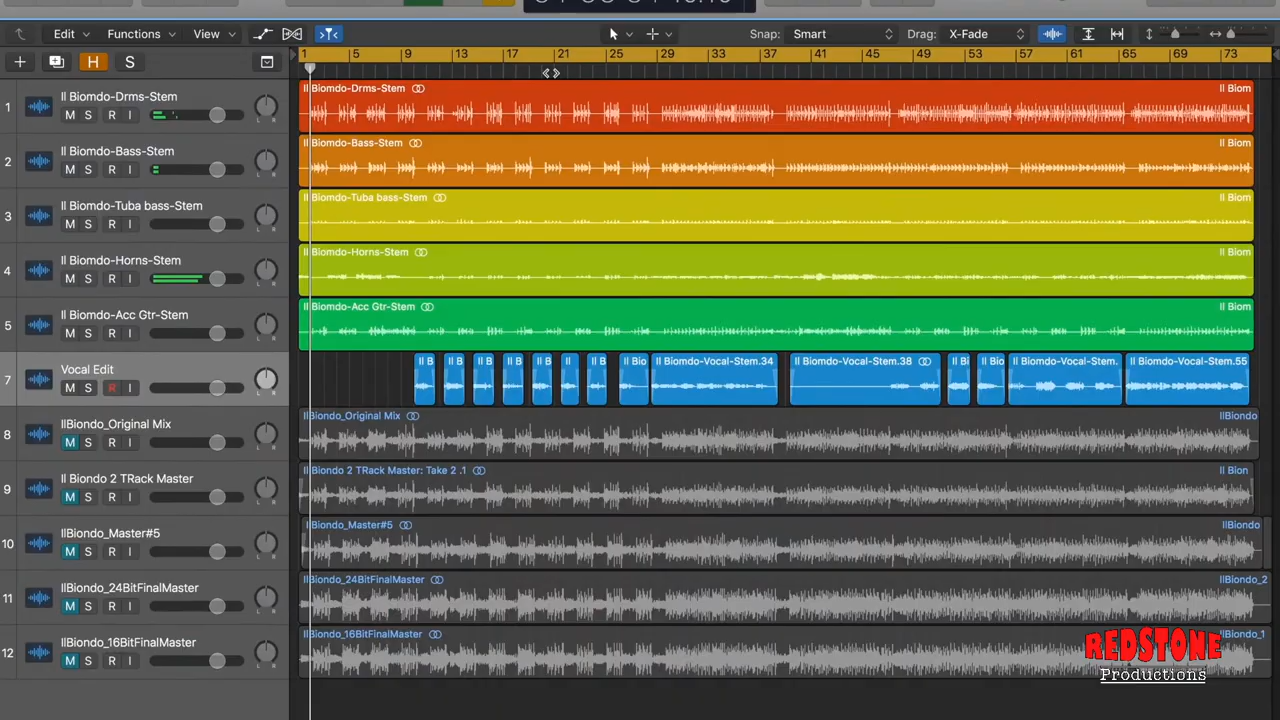 Edit Functions View Snap: Smart Drag: X-Fade
H S 1 5 9 13 17 21 25 29 33 37 41 45 49 53 57 61 65 69 73
Il Biomdo-Drms-Stem Il Biom
1 Il Biomdo-Drms-Stem
M S R I L R
Il Biomdo-Bass-Stem Il Biom
2 Il Biomdo-Bass-Stem
M S R I L R
Il Biomdo-Tuba bass-Stem Il Biom
3 Il Biomdo-Tuba bass-Stem
M S R I L R
Il Biomdo-Horns-Stem Il Biom
4 Il Biomdo-Horns-Stem
M S R I L R
Il Biomdo-Acc Gtr-Stem Il Biom
5 Il Biomdo-Acc Gtr-Stem
M S R I L R
Il B Il B Il B Il B Il B Il Il B Il Bio Il Biomdo-Vocal-Stem.34 Il Biomdo-Vocal-Stem.38 Il Bi Il Bio Il Biomdo-Vocal-Stem. Il Biomdo-Vocal-Stem.55
7 Vocal Edit
M S R I L R
IlBiondo_Original Mix IlBiondo
8 IlBiondo_Original Mix
M S R I L R
Il Biondo 2 TRack Master: Take 2 .1 Il Bion
9 Il Biondo 2 TRack Master
M S R I L R
IlBiondo_Master#5 IlBiondo
10 IlBiondo_Master#5
M S R I L R
IlBiondo_24BitFinalMaster IlBiondo_2
11 IlBiondo_24BitFinalMaster
M S R I L R
IlBiondo_16BitFinalMaster IlBiondo_1
12 IlBiondo_16BitFinalMaster
M S R I L R
REDSTONE
Productions